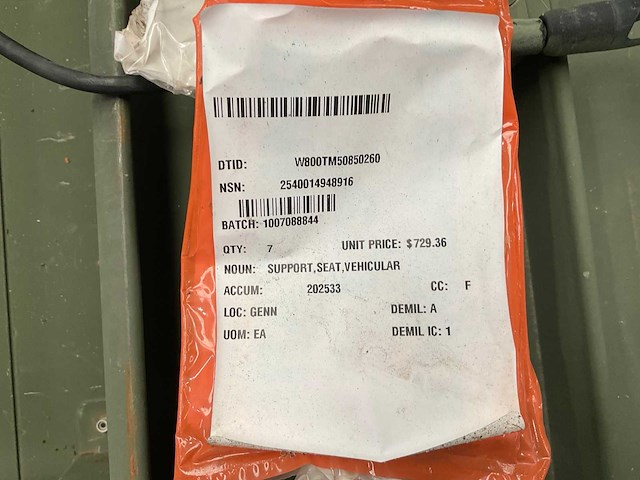 DTID: W800TM50850260
NSN: 2540014948916
BATCH: 1007088844
QTY: 7 UNIT PRICE: $729.36
NOUN: SUPPORT,SEAT,VEHICULAR
ACCUM: 202533 CC: F
LOC: GENN DEMIL: A
UOM: EA DEMIL IC: 1